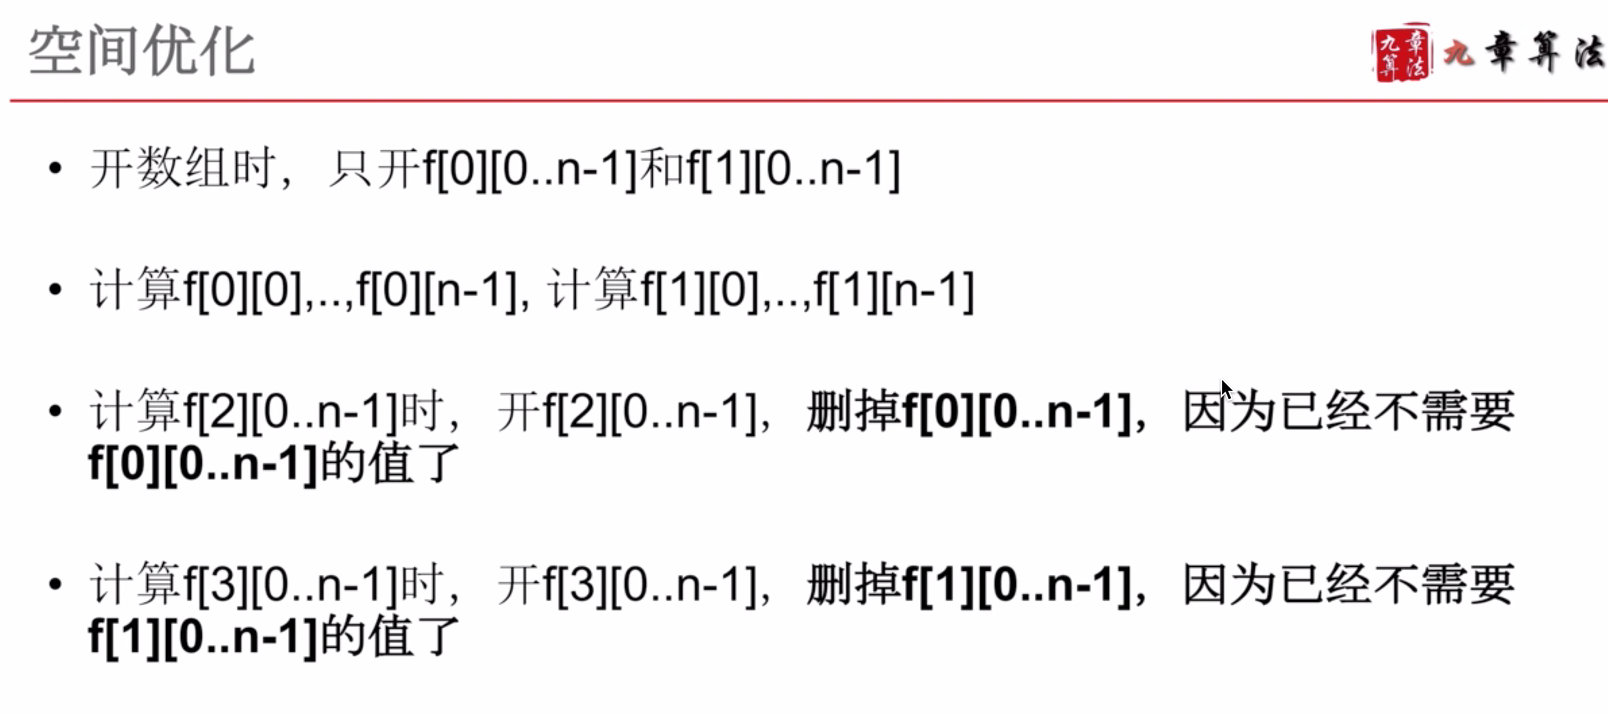 空间优化
九章算法
九章算法
• 开数组时，只开f[0][0..n-1]和f[1][0..n-1]
• 计算f[0][0],..,f[0][n-1], 计算f[1][0],..,f[1][n-1]
• 计算f[2][0..n-1]时，开f[2][0..n-1]，删掉f[0][0..n-1]，因为已经不需要
f[0][0..n-1]的值了
• 计算f[3][0..n-1]时，开f[3][0..n-1]，删掉f[1][0..n-1]，因为已经不需要
f[1][0..n-1]的值了